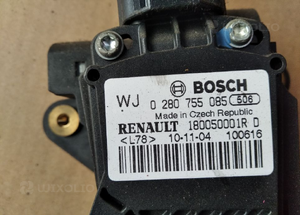 BOSCH
WJ 0 280 755 085 506
Made in Czech Republic
RENAULT 180050001R D
<L78> 10-11-04 100616